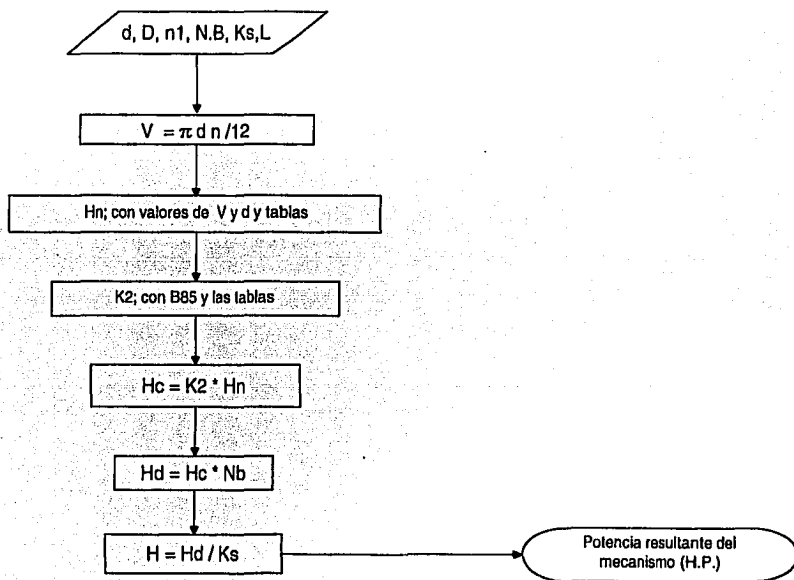 d, D, n1, N.B, Ks,L
V = π d n /12
Hn; con valores de V y d y tablas
K2; con B85 y las tablas
Hc = K2 * Hn
Hd = Hc * Nb
H = Hd / Ks
Potencia resultante del
mecanismo (H.P.)